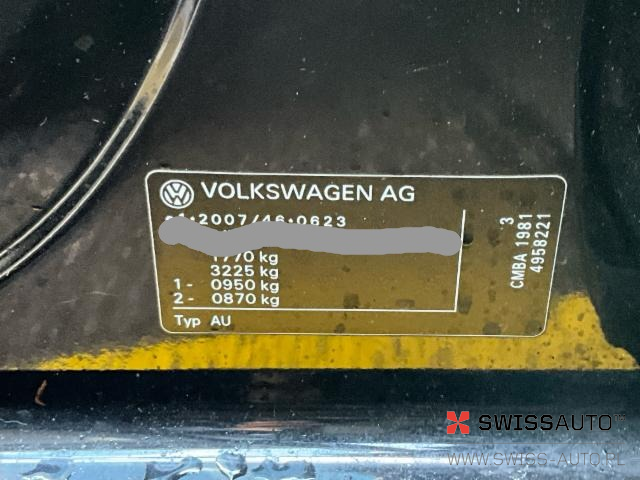 VOLKSWAGEN AG
2007/46*0623
1770 kg
3225 kg
1- 0950 kg
2- 0870 kg
Typ AU
3
CMBA 1981
4958221
SWISSAUTO
WWW.SWISS-AUTO.PL